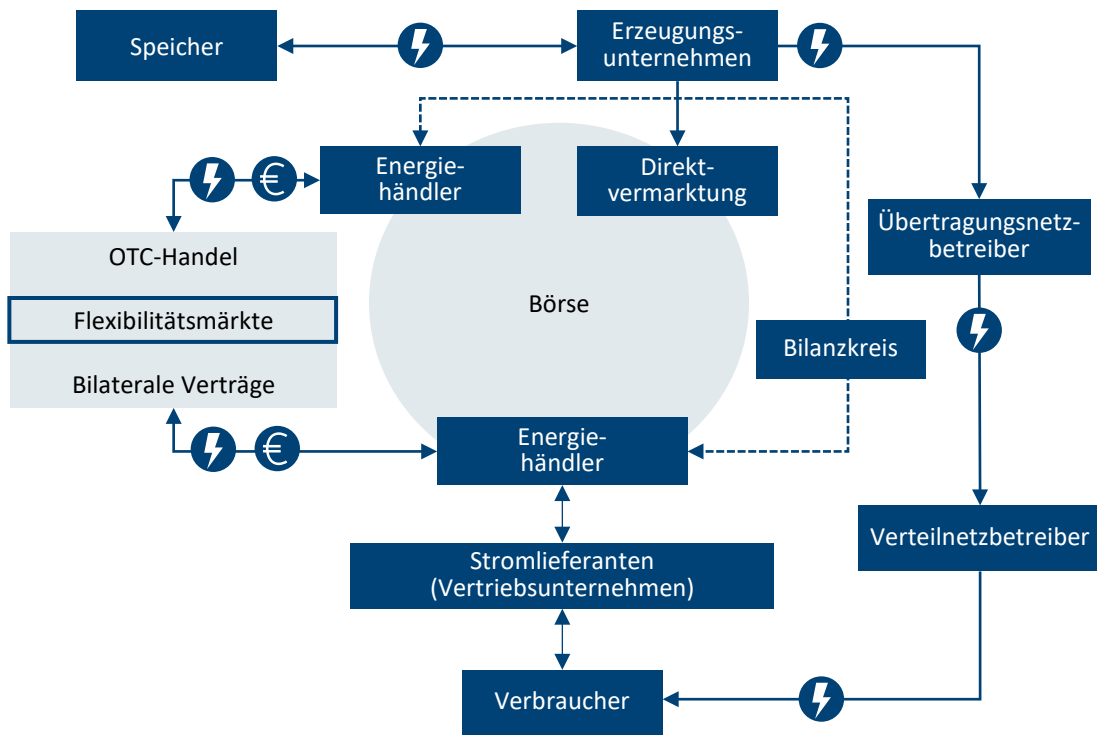 Speicher
Erzeugungs-
unternehmen
Energie-
händler
Direkt-
vermarktung
Übertragungsnetz-
betreiber
OTC-Handel
Flexibilitätsmärkte
Bilaterale Verträge
Börse
Bilanzkreis
Energie-
händler
Verteilnetzbetreiber
Stromlieferanten
(Vertriebsunternehmen)
Verbraucher
€
€